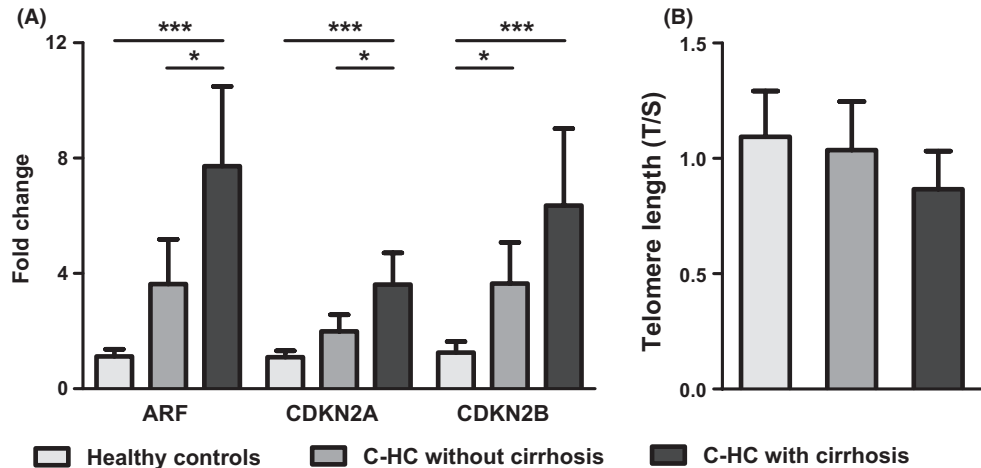 (A)
Fold change
12
8
4
0
***
*
***
*
***
*
ARF CDKN2A CDKN2B
(B)
Telomere length (T/S)
1.5
1.0
0.5
0.0
Healthy controls C-HC without cirrhosis C-HC with cirrhosis